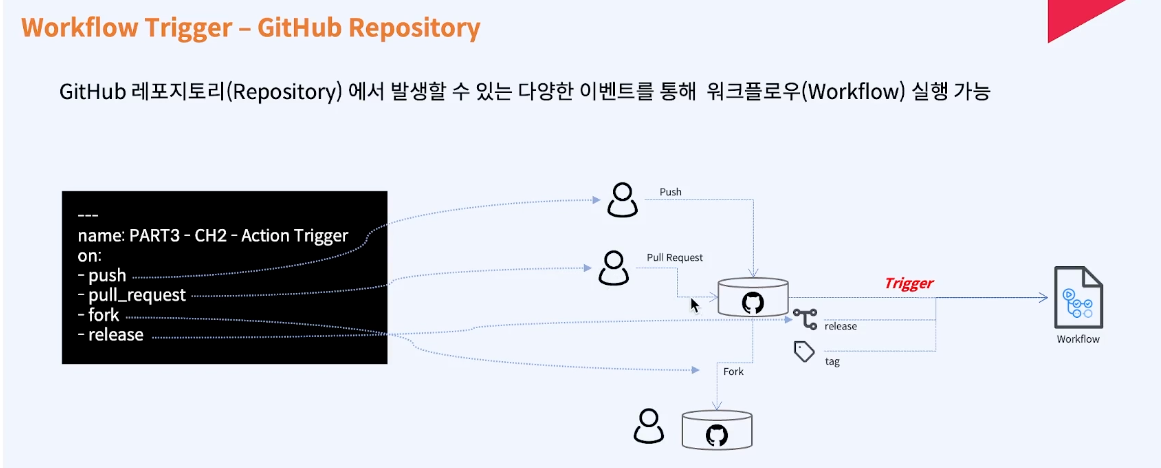 Workflow Trigger – GitHub Repository
GitHub 레포지토리(Repository) 에서 발생할 수 있는 다양한 이벤트를 통해 워크플로우(Workflow) 실행 가능
---
name: PART3 - CH2 - Action Trigger
on:
- push
- pull_request
- fork
- release
Push
Pull Request
Trigger
release
tag
Fork
Workflow